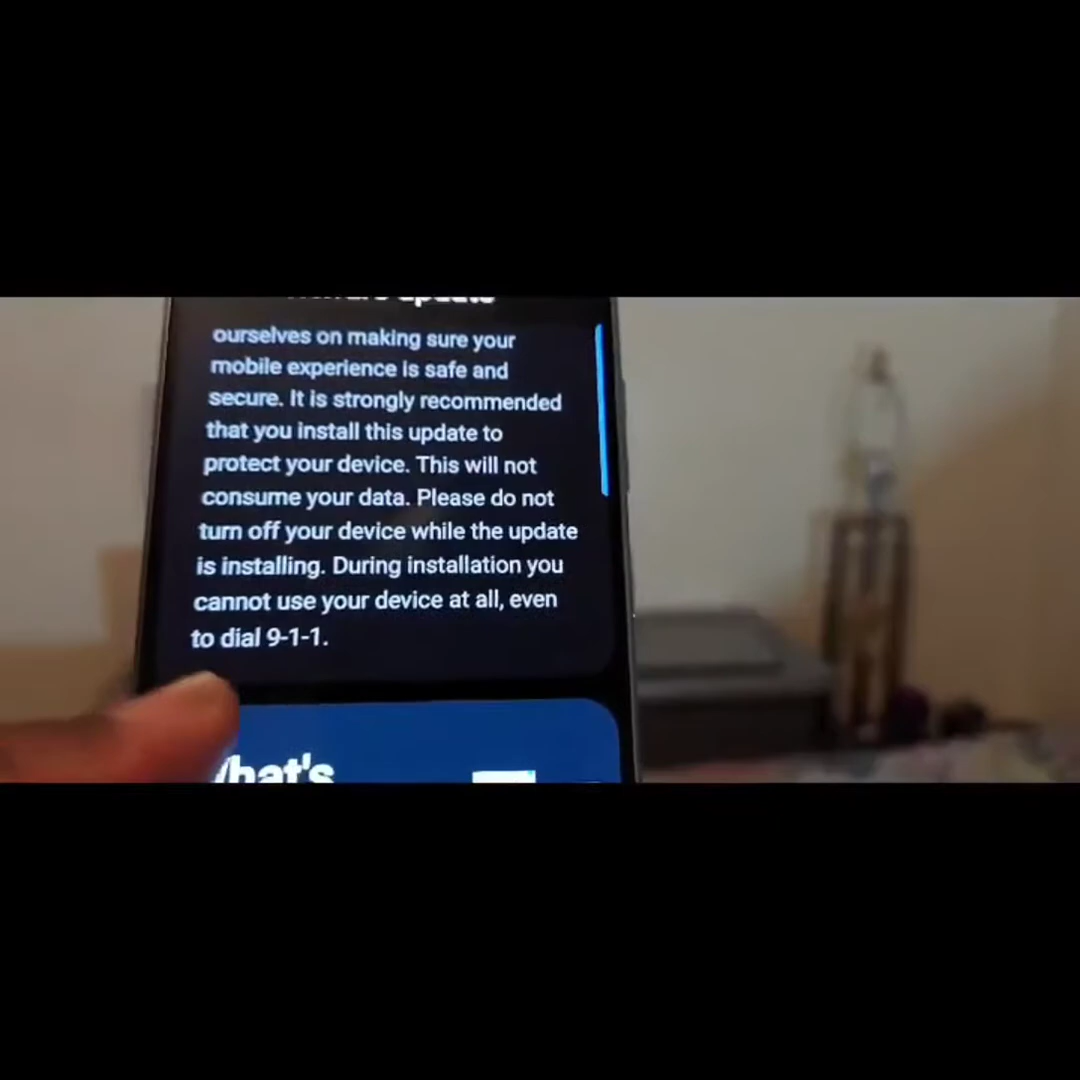 update
ourselves on making sure your
mobile experience is safe and
secure. It is strongly recommended
that you install this update to
protect your device. This will not
consume your data. Please do not
turn off your device while the update
is installing. During installation you
cannot use your device at all, even
to dial 9-1-1.
What's